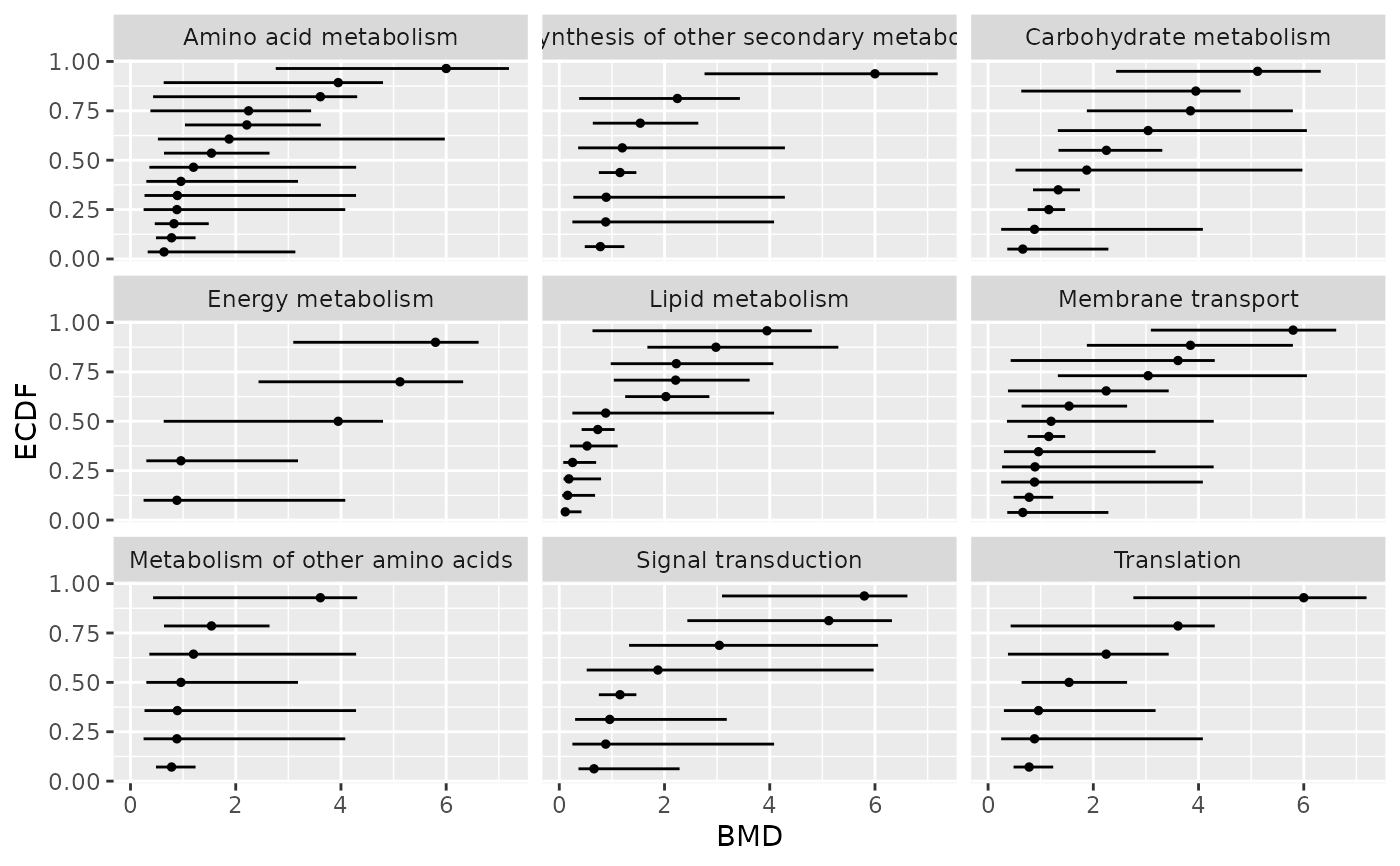 Amino acid metabolism
ynthesis of other secondary metabo
Carbohydrate metabolism
1.00
0.75
0.50
0.25
0.00
Energy metabolism
Lipid metabolism
Membrane transport
1.00
0.75
0.50
0.25
0.00
ECDF
Metabolism of other amino acids
Signal transduction
Translation
1.00
0.75
0.50
0.25
0.00
0 2 4 6
0 2 4 6
0 2 4 6
BMD